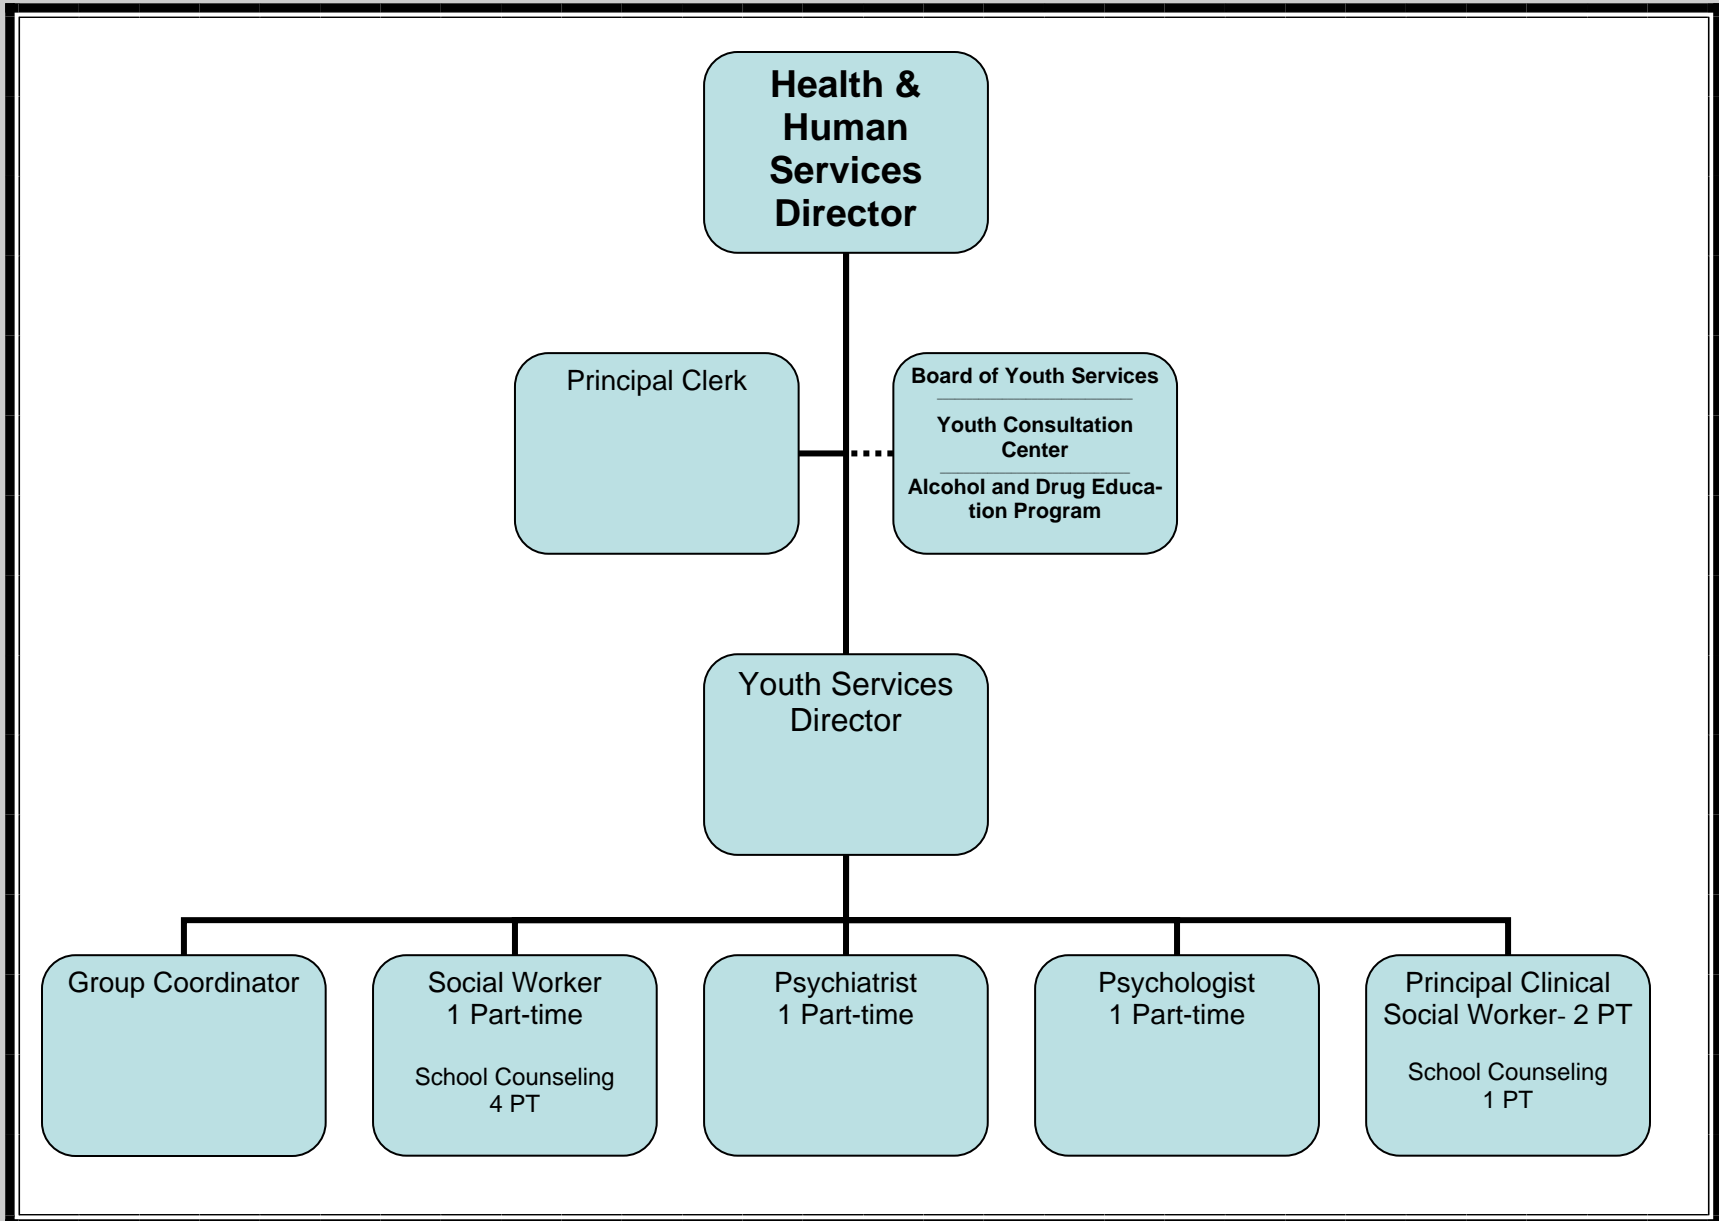 Health &
Human
Services
Director
Principal Clerk
Board of Youth Services
Youth Consultation
Center
Alcohol and Drug Educa-
tion Program
Youth Services
Director
Group Coordinator
Social Worker
1 Part-time
School Counseling
4 PT
Psychiatrist
1 Part-time
Psychologist
1 Part-time
Principal Clinical
Social Worker- 2 PT
School Counseling
1 PT